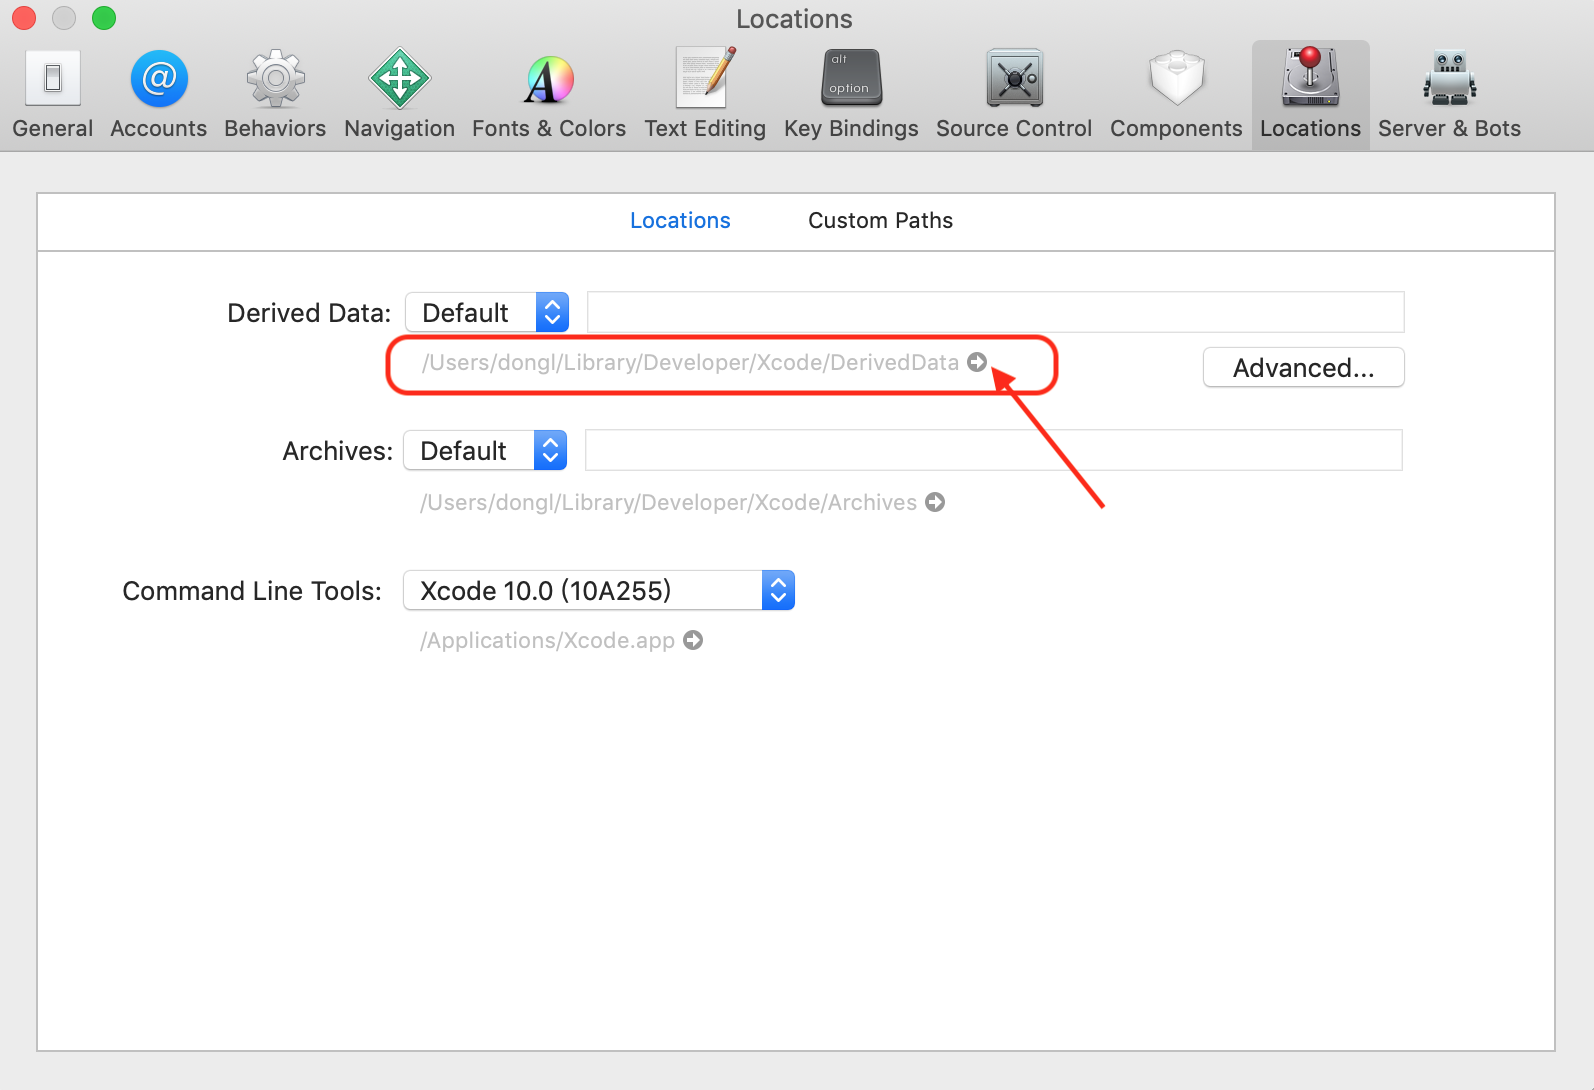 Locations
alt
option
General Accounts Behaviors Navigation Fonts & Colors Text Editing Key Bindings Source Control Components Locations Server & Bots
Locations Custom Paths
Derived Data: Default
/Users/dongl/Library/Developer/Xcode/DerivedData
Advanced...
Archives: Default
/Users/dongl/Library/Developer/Xcode/Archives
Command Line Tools: Xcode 10.0 (10A255)
/Applications/Xcode.app